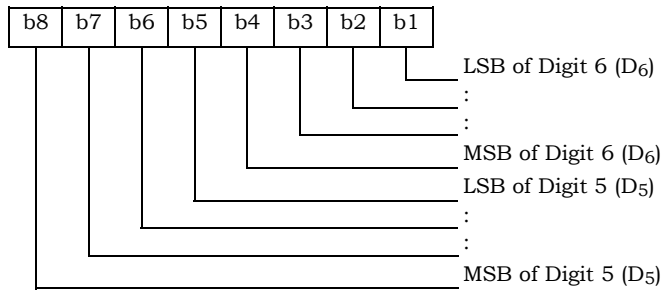 b8 b7 b6 b5 b4 b3 b2 b1
LSB of Digit 6 (D6)
:
:
MSB of Digit 6 (D6)
LSB of Digit 5 (D5)
:
:
MSB of Digit 5 (D5)